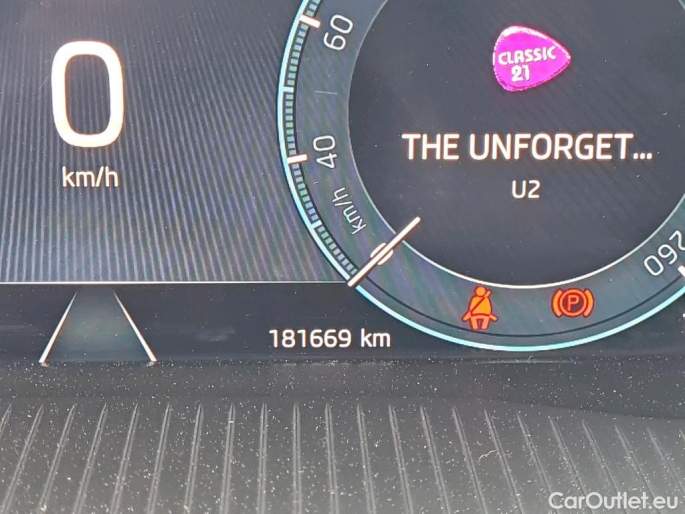 60
CLASSIC
21
0
THE UNFORGET...
40
km/h
U2
km/h
260
P
181669 km
CarOutlet.eu